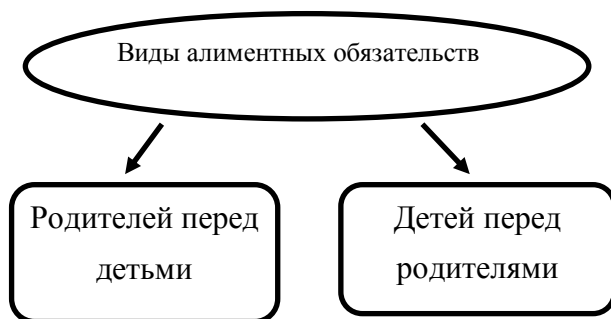 Виды алиментных обязательств
Родителей перед
детьми
Детей перед
родителями